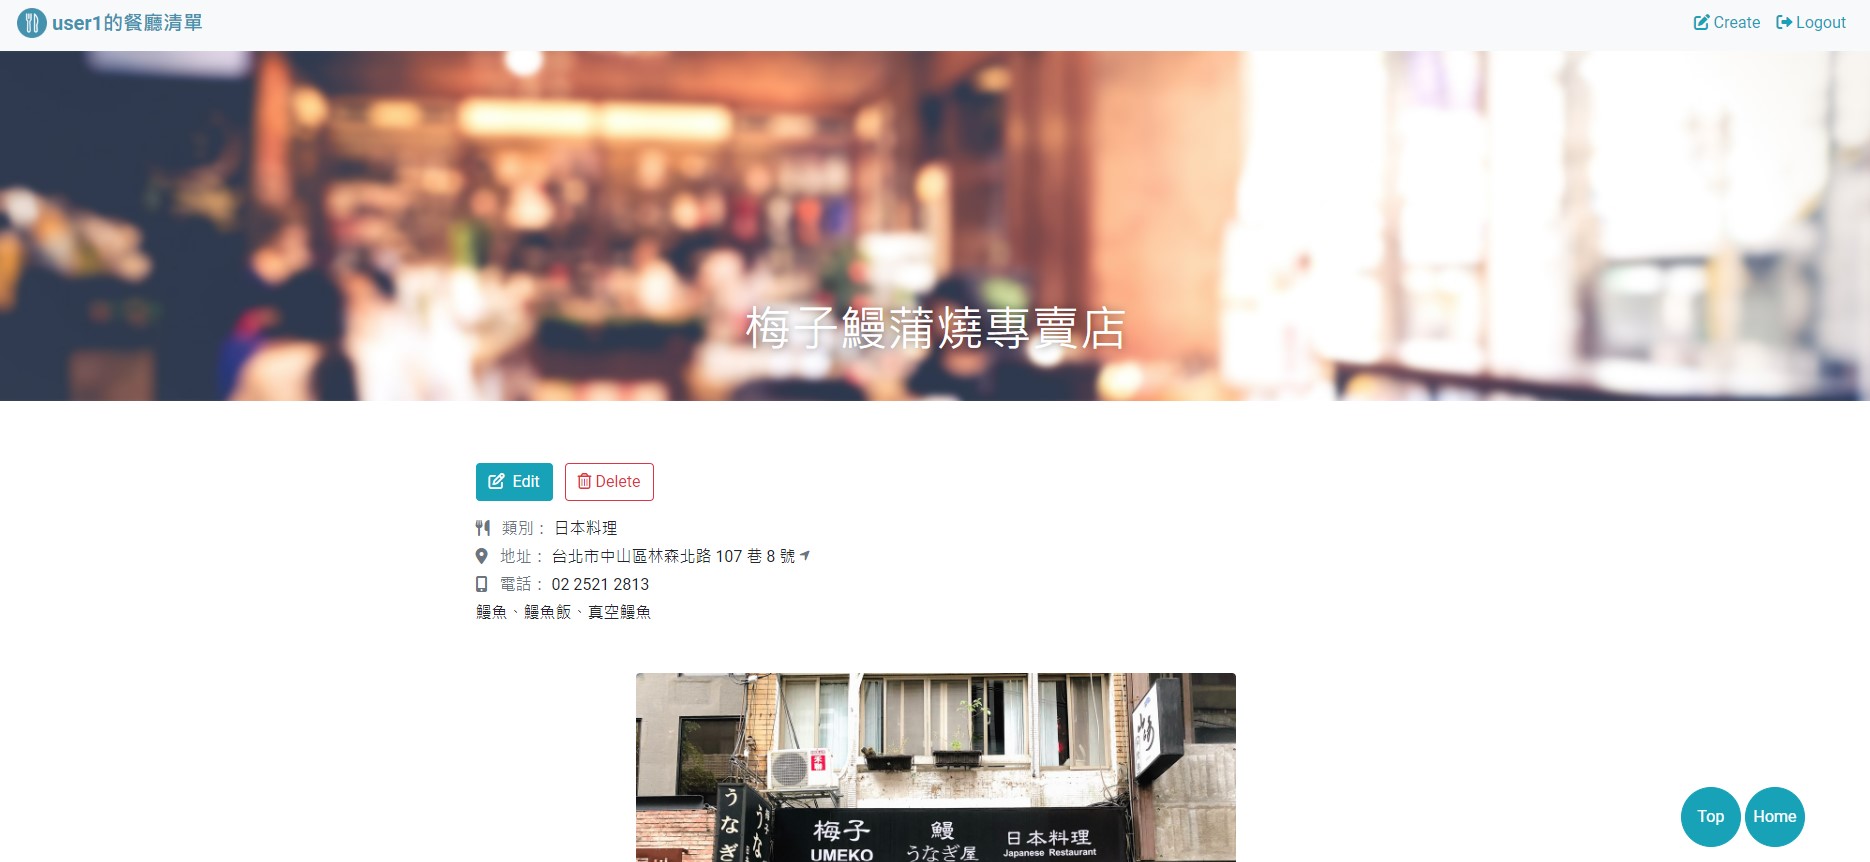 user1的餐廳清單
Create
Logout
梅子鰻蒲燒專賣店
Edit
Delete
類別： 日本料理
地址： 台北市中山區林森北路 107 巷 8 號
電話： 02 2521 2813
鰻魚、鰻魚飯、真空鰻魚
うなぎ
うな
梅子
鰻
日本料理
UMEKO
うなぎ屋
Japanese Restaurant
Top
Home